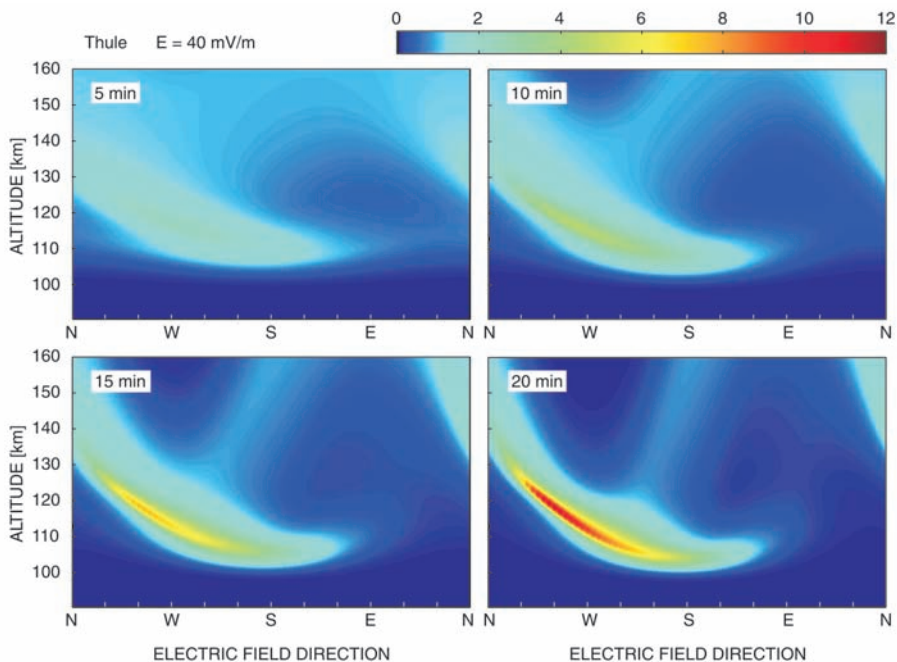 0 2 4 6 8 10 12
Thule E = 40 mV/m
5 min
10 min
ALTITUDE [km]
160
150
140
130
120
110
100
N W S E N
N W S E N
15 min
20 min
ALTITUDE [km]
160
150
140
130
120
110
100
N W S E N
N W S E N
ELECTRIC FIELD DIRECTION
ELECTRIC FIELD DIRECTION